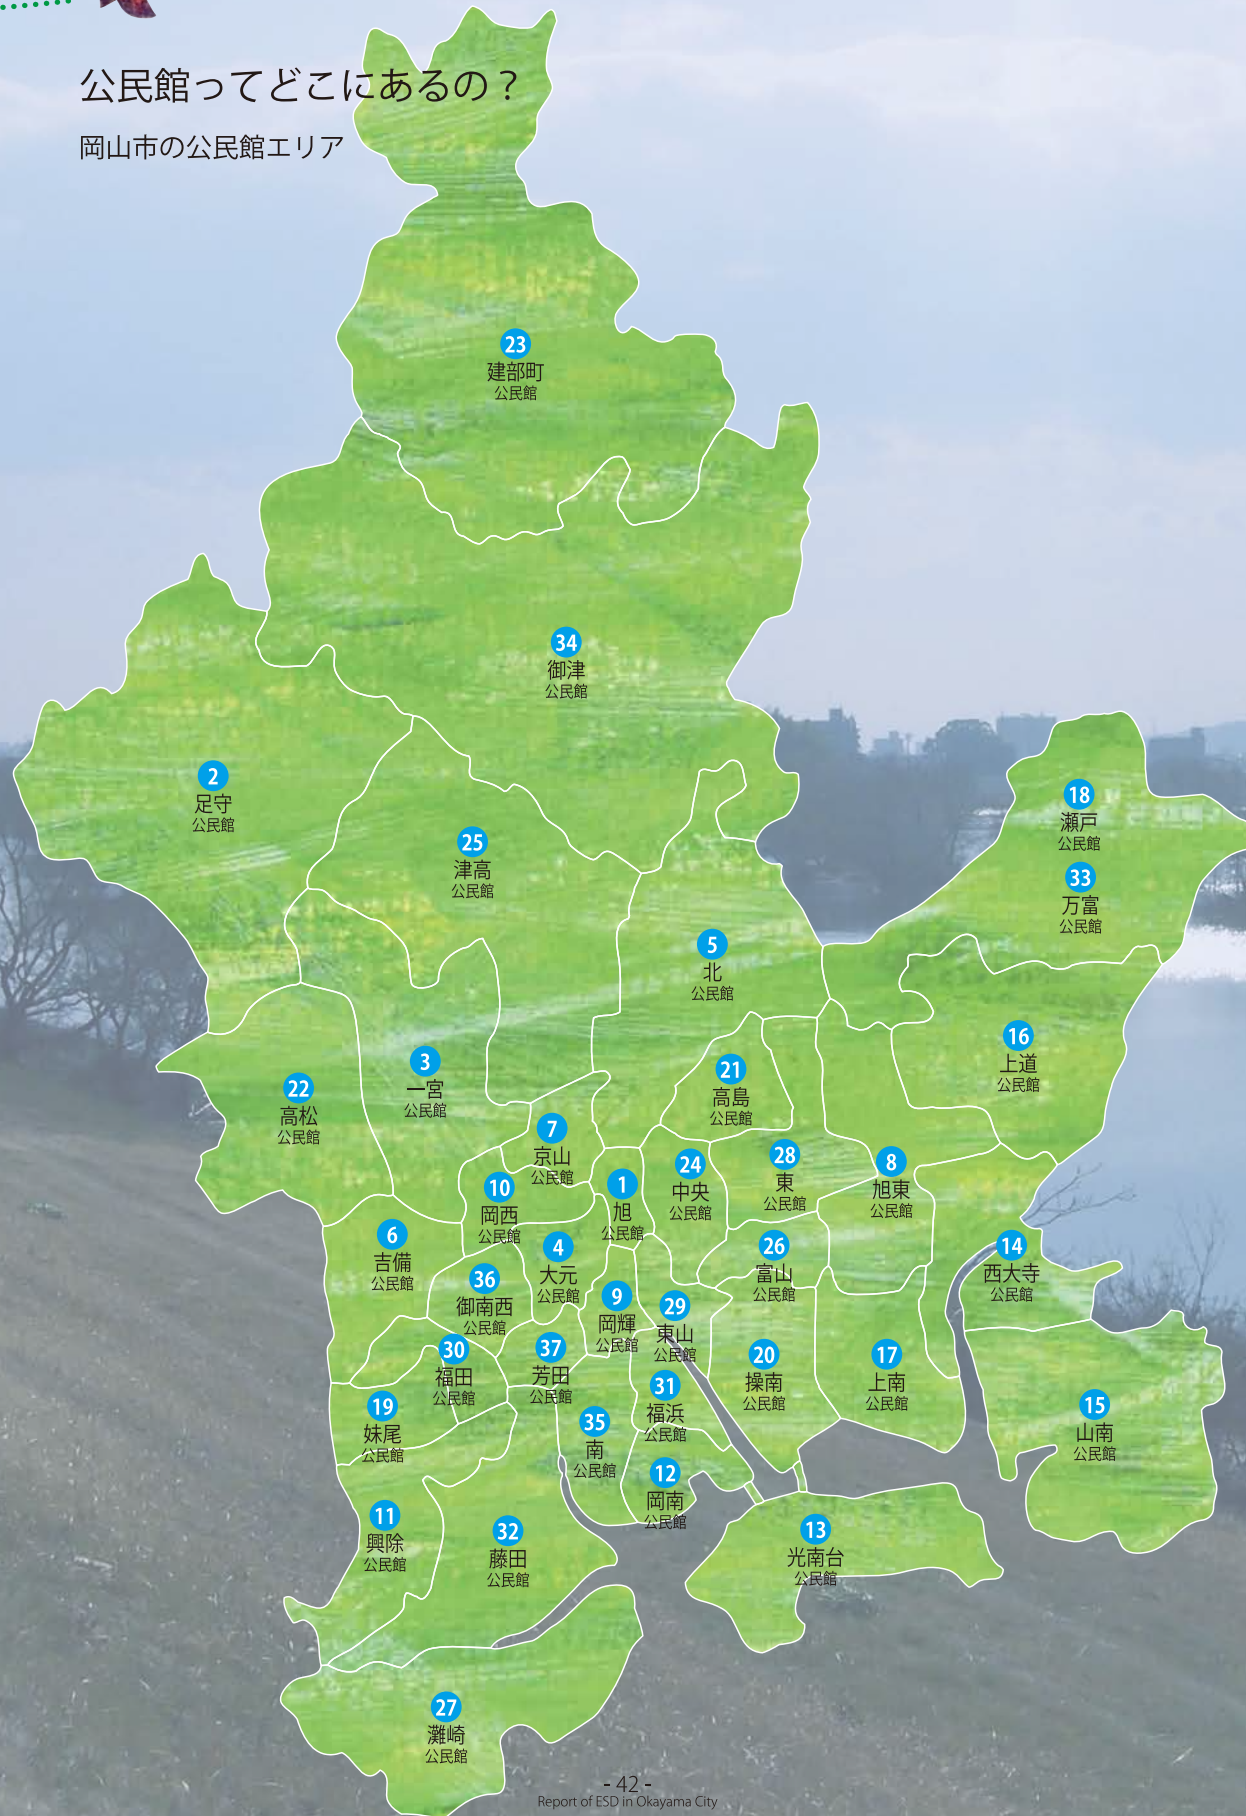 公民館ってどこにあるの？
岡山市の公民館エリア
23
建部町
公民館
34
御津
公民館
2
足守
公民館
18
瀬戸
公民館
25
津高
公民館
33
万富
公民館
5
北
公民館
16
上道
公民館
3
一宮
公民館
21
高島
公民館
22
高松
公民館
7
京山
公民館
28
東
公民館
8
旭東
公民館
24
中央
公民館
1
旭
公民館
10
岡西
公民館
6
吉備
公民館
4
大元
公民館
26
富山
公民館
14
西大寺
公民館
36
御南西
公民館
9
岡輝
公民館
29
東山
公民館
30
福田
公民館
37
芳田
公民館
20
操南
公民館
17
上南
公民館
31
福浜
公民館
19
妹尾
公民館
15
山南
公民館
35
南
公民館
12
岡南
公民館
11
興除
公民館
32
藤田
公民館
13
光南台
公民館
27
灘崎
公民館
- 42 -
Report of ESD in Okayama City